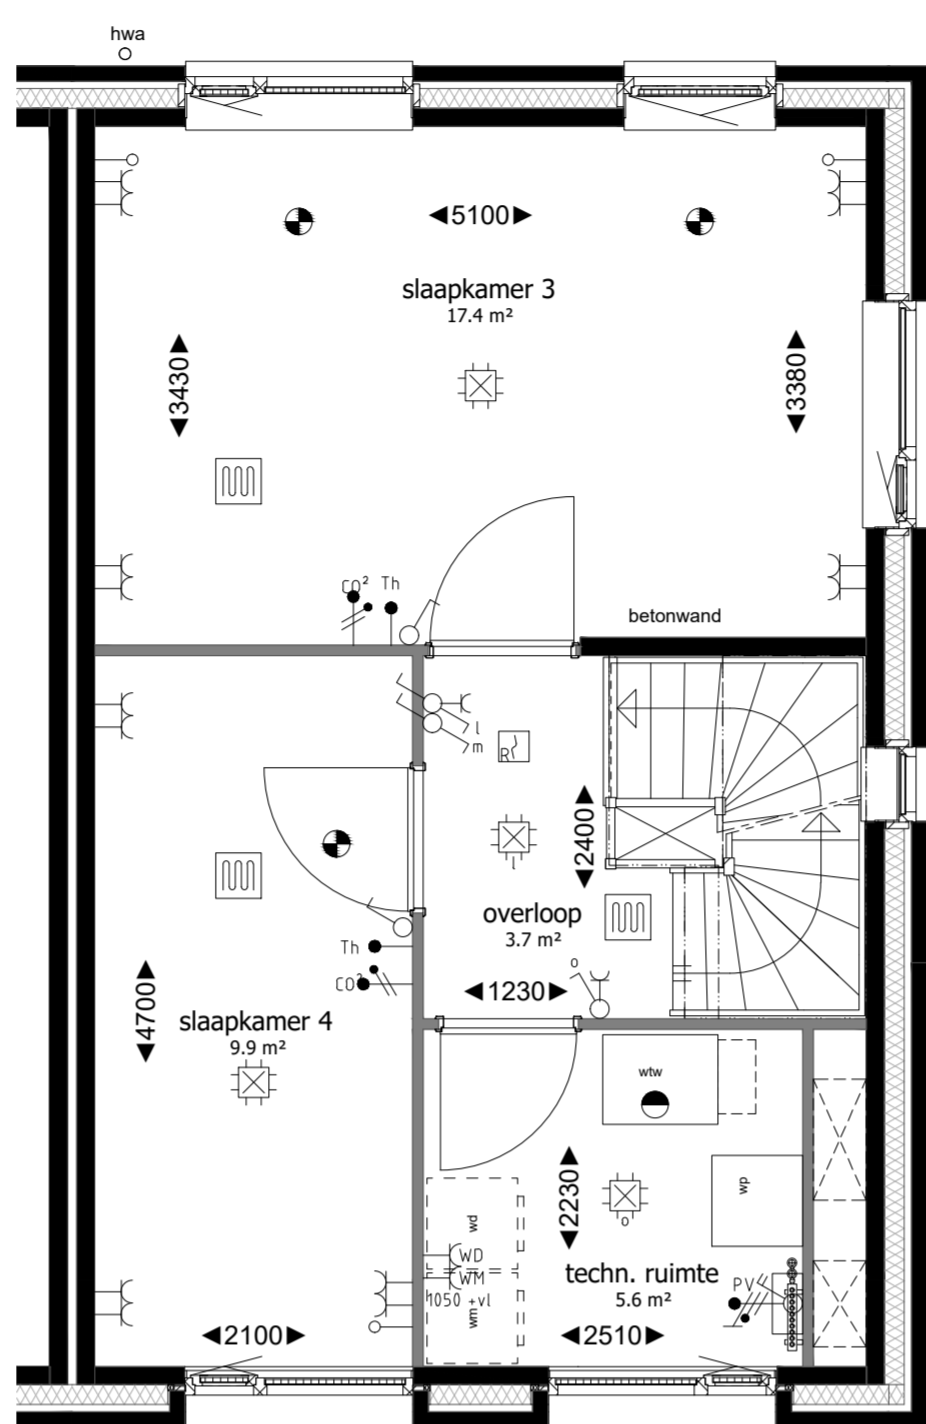 hwa
5100
slaapkamer 3
17.4 m²
3430
3380
CO² Th
betonwand
l
m
R
2400
l
overloop
3.7 m²
Th
CO²
o
1230
4700
slaapkamer 4
9.9 m²
wtw
2230
wp
o
wd
WD
WM
1050 +vl
wm
techn. ruimte
5.6 m²
PV
2100
2510